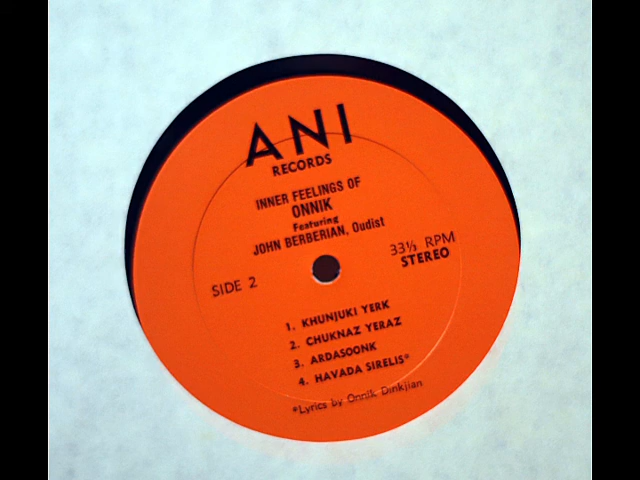 ANI
RECORDS
INNER FEELINGS OF
ONNIK
Featuring
JOHN BERBERIAN, Oudist
33⅓ RPM
STEREO
SIDE 2
1. KHUNJUKI YERK
2. CHUKNAZ YERAZ
3. ARDASOONK
4. HAVADA SIRELIS*
*Lyrics by Onnik Dinkjian